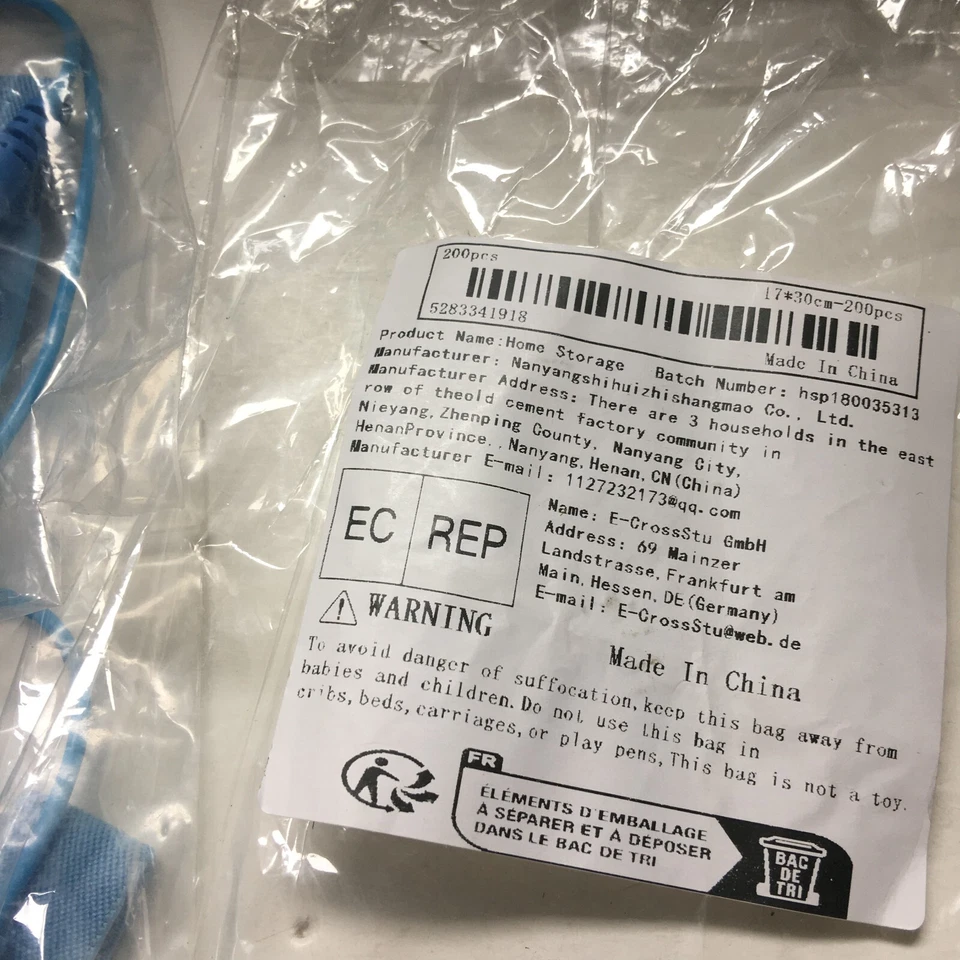 200pcs
17*30cm-200pcs
5283341918
Made In China
Product Name:Home Storage Batch Number: hsp180035313
Manufacturer: Nanyangshihuizhishangmao Co., Ltd.
Manufacturer Address: There are 3 households in the east
row of theold cement factory community in
Nieyang,Zhenping County, Nanyang City,
HenanProvince.,Nanyang,Henan,CN(China)
Manufacturer E-mail: 1127232173@qq.com
EC REP
Name: E-CrossStu GmbH
Address: 69 Mainzer
Landstrasse,Frankfurt am
Main,Hessen,DE(Germany)
E-mail: E-CrossStu@web.de
WARNING
Made In China
To avoid danger of suffocation,keep this bag away from
babies and children.Do not use this bag in
cribs,beds,carriages,or play pens,This bag is not a toy.
FR
ÉLÉMENTS D'EMBALLAGE
À SÉPARER ET À DÉPOSER
DANS LE BAC DE TRI
BAC
DE
TRI